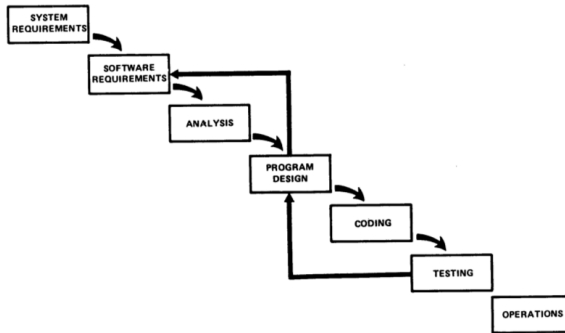 SYSTEM
REQUIREMENTS
SOFTWARE
REQUIREMENTS
ANALYSIS
PROGRAM
DESIGN
CODING
TESTING
OPERATIONS